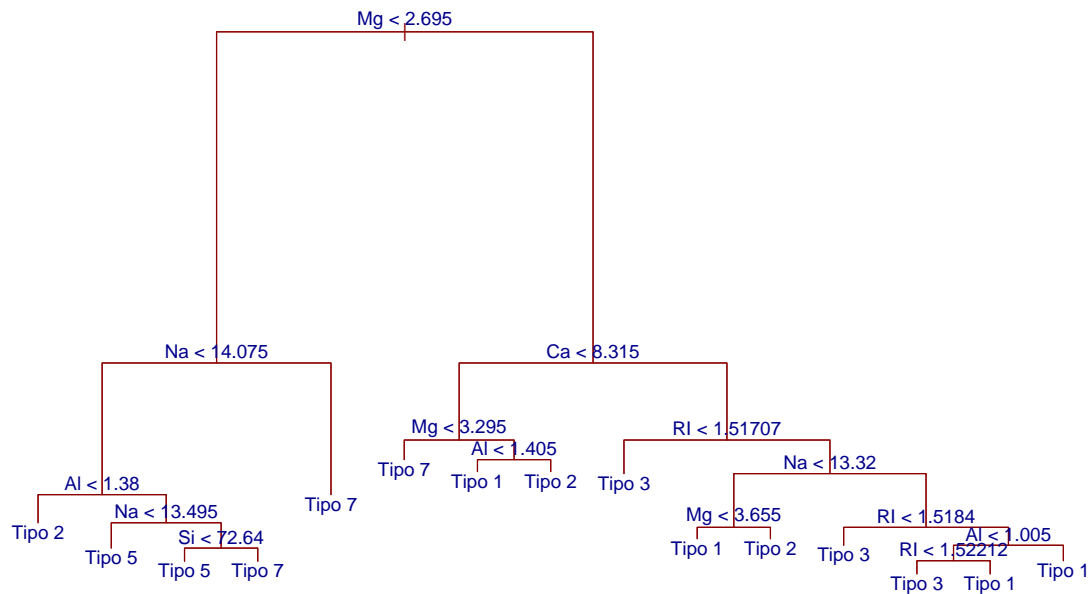 Mg < 2.695
Na < 14.075
Ca < 8.315
Mg < 3.295
RI < 1.51707
Al < 1.405
Tipo 7
Na < 13.32
Tipo 1
Tipo 2
Tipo 3
Al < 1.38
Tipo 7
Na < 13.495
Mg < 3.655
RI < 1.5184
Tipo 2
Al < 1.005
Si < 72.64
Tipo 1
Tipo 2
Tipo 3
RI < 1.52212
Tipo 5
Tipo 5
Tipo 7
Tipo 3
Tipo 1
Tipo 1